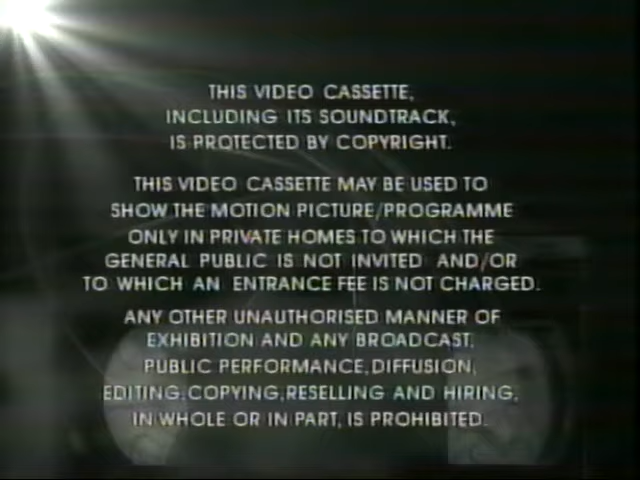 THIS VIDEO CASSETTE,
INCLUDING ITS SOUNDTRACK,
IS PROTECTED BY COPYRIGHT.
THIS VIDEO CASSETTE MAY BE USED TO
SHOW THE MOTION PICTURE/PROGRAMME
ONLY IN PRIVATE HOMES TO WHICH THE
GENERAL PUBLIC IS NOT INVITED AND/OR
TO WHICH AN ENTRANCE FEE IS NOT CHARGED.
ANY OTHER UNAUTHORISED MANNER OF
EXHIBITION AND ANY BROADCAST,
PUBLIC PERFORMANCE, DIFFUSION,
EDITING, COPYING, RESELLING AND HIRING,
IN WHOLE OR IN PART, IS PROHIBITED.